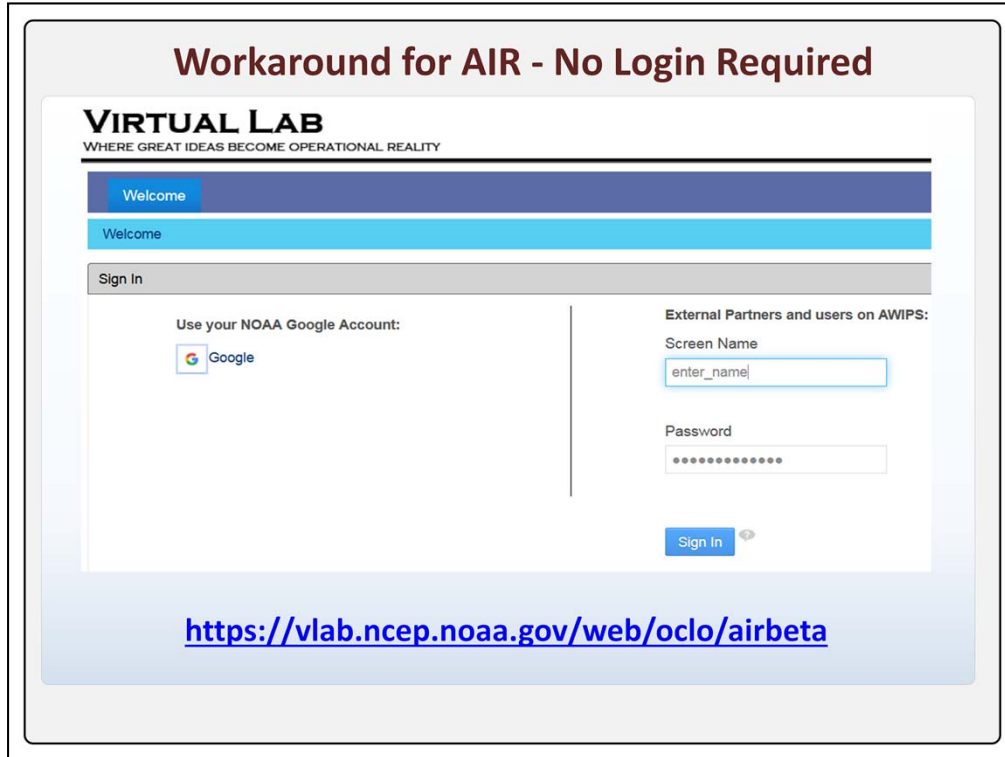 Workaround for AIR - No Login Required
VIRTUAL LAB
WHERE GREAT IDEAS BECOME OPERATIONAL REALITY
Welcome
Welcome
Sign In
Use your NOAA Google Account:
G Google
External Partners and users on AWIPS:
Screen Name
enter_name
Password
•••••••••••••
Sign In ?
https://vlab.ncep.noaa.gov/web/oclo/airbeta